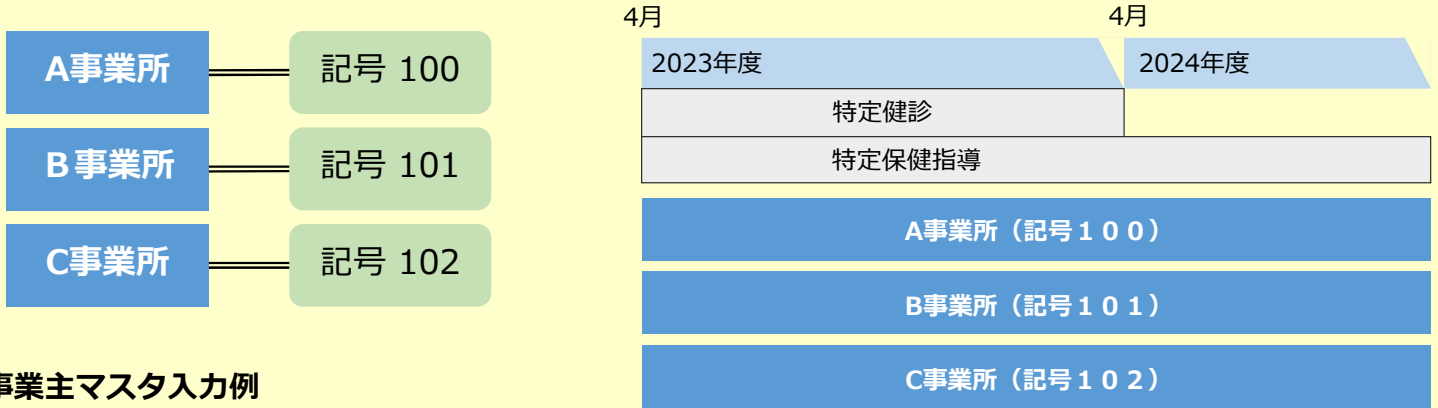 A事業所
記号 100
B事業所
記号 101
C事業所
記号 102
事業主マスタ入力例
4月
4月
2023年度
2024年度
特定健診
特定保健指導
A事業所（記号１００）
B事業所（記号１０１）
C事業所（記号１０２）